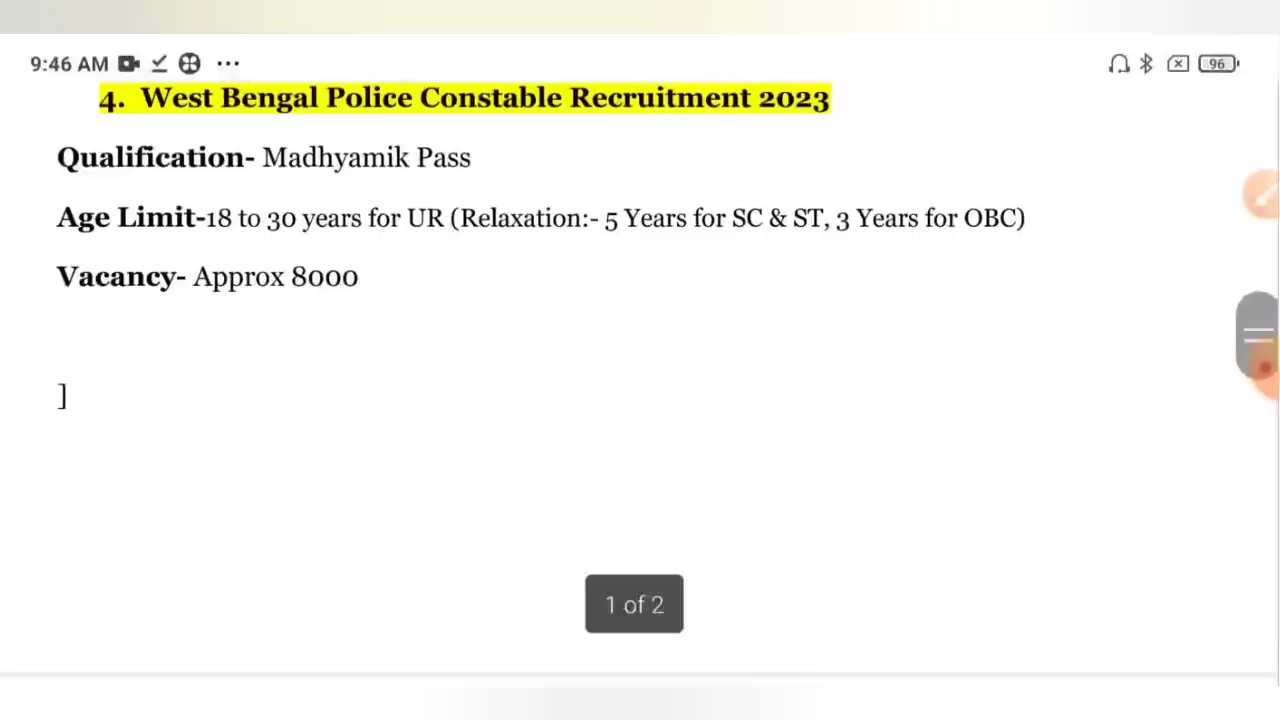 9:46 AM ...
96
4. West Bengal Police Constable Recruitment 2023
Qualification- Madhyamik Pass
Age Limit-18 to 30 years for UR (Relaxation:- 5 Years for SC & ST, 3 Years for OBC)
Vacancy- Approx 8000
]
1 of 2